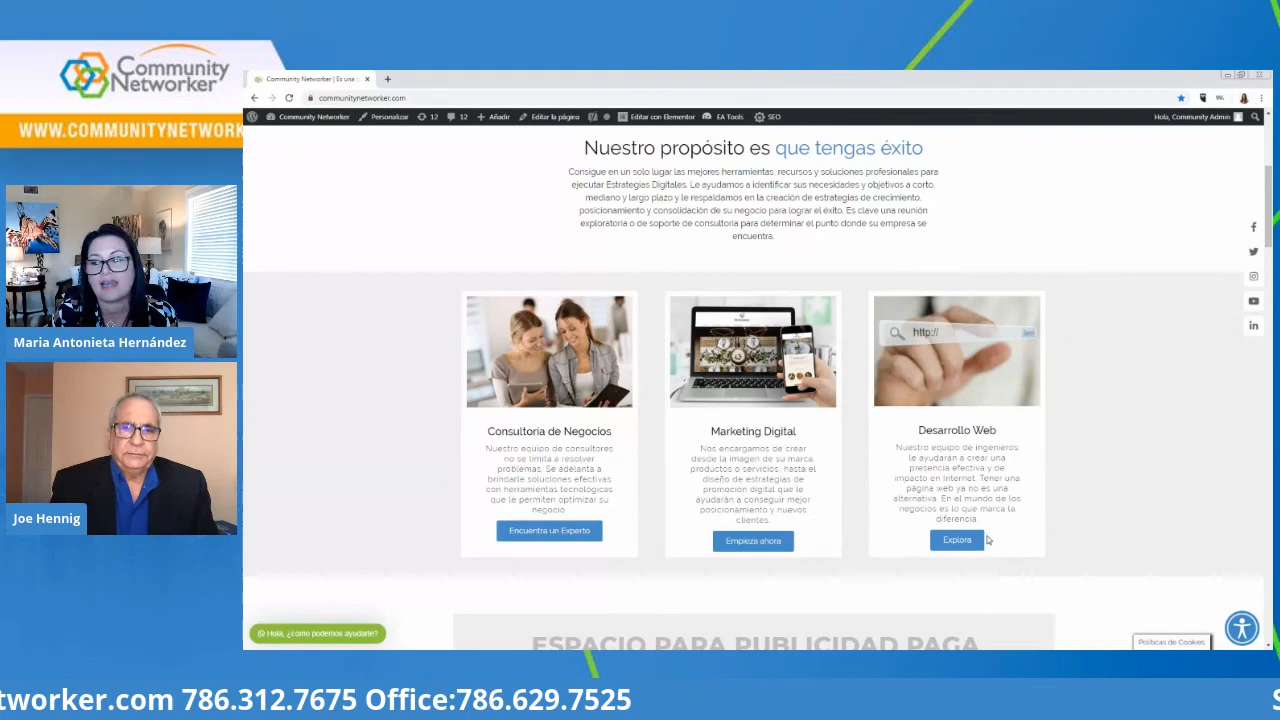 Community
Networker
WWW.COMMUNITYNETWORK
Maria Antonieta Hernández
Joe Hennig
Community Networker | Es una
communitynetworker.com
Community Networker Personalizar 12 12 Añadir Editar la página Editar con Elementor EA Tools SEO Hola, Community Admin
Nuestro propósito es que tengas éxito
Consigue en un solo lugar las mejores herramientas, recursos y soluciones profesionales para
ejecutar Estrategias Digitales. Le ayudamos a identificar sus necesidades y objetivos a corto,
mediano y largo plazo y le respaldamos en la creación de estrategias de crecimiento,
posicionamiento y consolidación de su negocio para lograr el éxito. Es clave una reunión
exploratoria o de soporte de consultoría para determinar el punto donde su empresa se
encuentra.
http://
Consultoria de Negocios
Nuestro equipo de consultores
no se limita a resolver
problemas. Se adelanta a
brindarle soluciones efectivas
con herramientas tecnológicas
que le permiten optimizar su
negocio
Encuentra un Experto
Marketing Digital
Nos encargamos de crear
desde la imagen de su marca,
productos o servicios, hasta el
diseño de estrategias de
promoción digital que le
ayudarán a conseguir mejor
posicionamiento y nuevos
clientes.
Empieza ahora
Desarrollo Web
Nuestro equipo de ingenieros
le ayudaran a crear una
presencia efectiva y de
impacto en Internet. Tener una
página web ya no es una
alternativa. En el mundo de los
negocios es lo que marca la
diferencia.
Explora
ESPACIO PARA PUBLICIDAD PAGA
Hola, ¿como podemos ayudarle?
Políticas de Cookies
tworker.com 786.312.7675 Office:786.629.7525